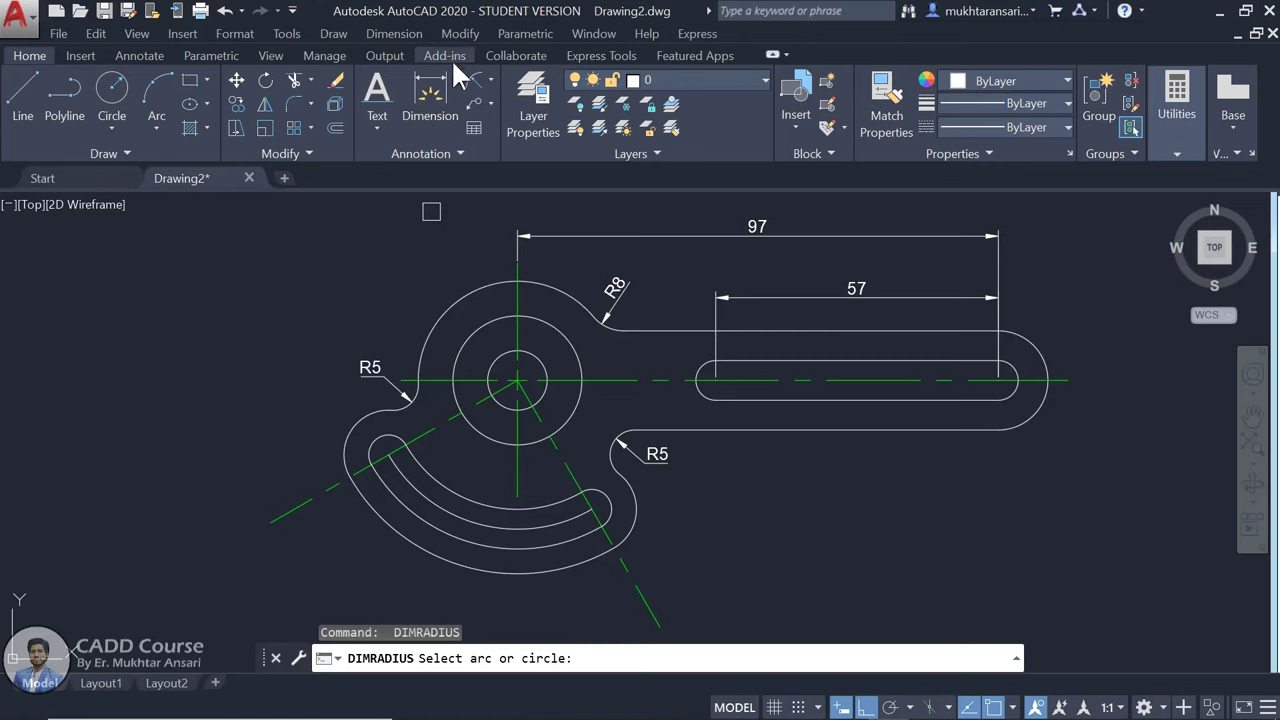 Autodesk AutoCAD 2020 - STUDENT VERSION Drawing2.dwg Type a keyword or phrase mukhtaransari...
File Edit View Insert Format Tools Draw Dimension Modify Parametric Window Help Express
Home Insert Annotate Parametric View Manage Output Add-ins Collaborate Express Tools Featured Apps
0 ByLayer
ByLayer
ByLayer
Line Polyline Circle Arc Text Dimension Layer Properties Insert Match Properties Group Utilities Base
Draw Modify Annotation Layers Block Properties Groups V...
Start Drawing2*
[−][Top][2D Wireframe]
N
W TOP E
S
WCS
97
R8
57
R5
R5
Y
Command: DIMRADIUS
DIMRADIUS Select arc or circle:
CADD Course
By Er. Mukhtar Ansari
Model Layout1 Layout2
MODEL 1:1